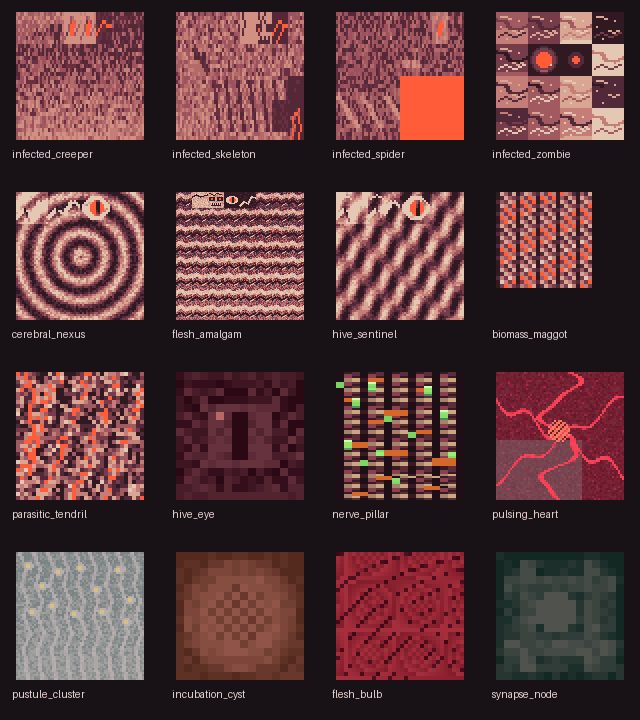 infected_creeper infected_skeleton infected_spider infected_zombie
cerebral_nexus flesh_amalgam hive_sentinel biomass_maggot
parasitic_tendril hive_eye nerve_pillar pulsing_heart
pustule_cluster incubation_cyst flesh_bulb synapse_node